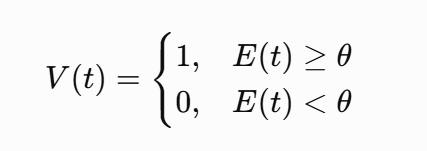 V(t) = { 1, E(t) ≥ θ
0, E(t) < θ